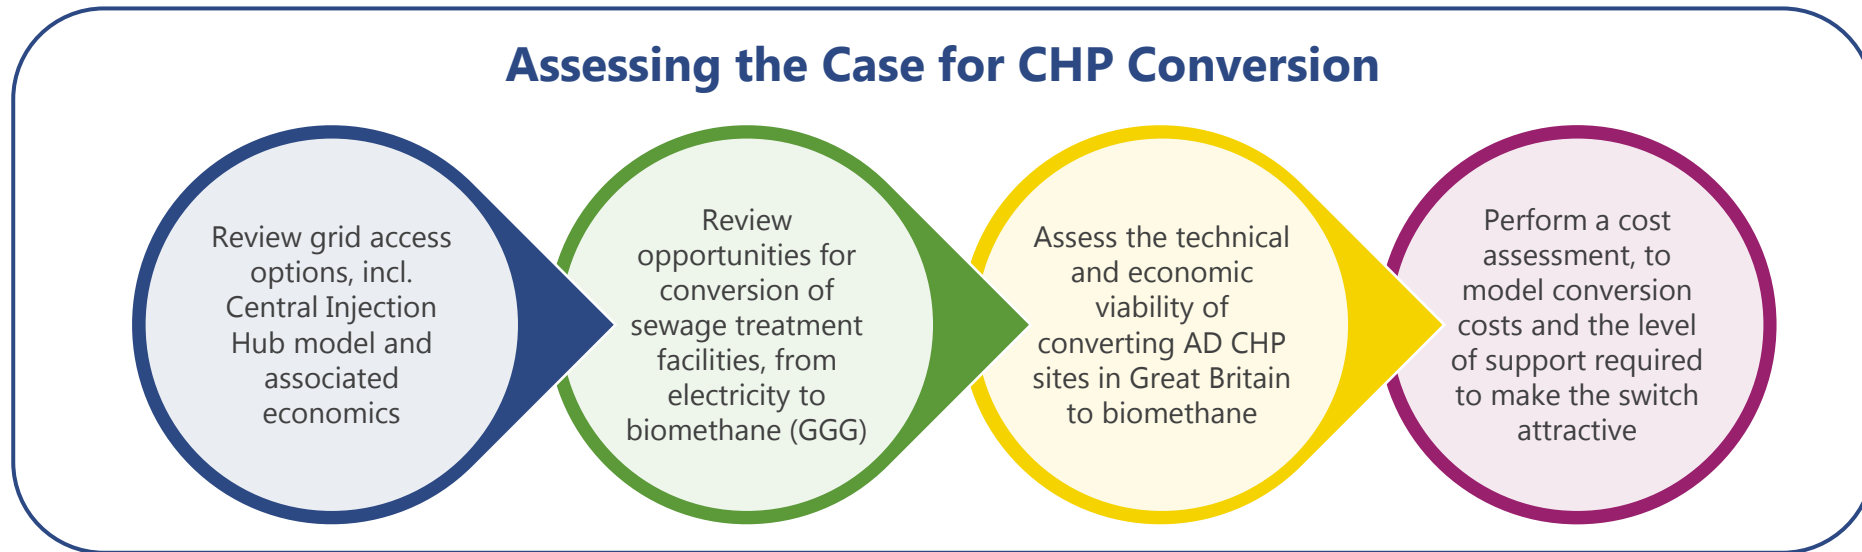 Assessing the Case for CHP Conversion
Review grid access
options, incl.
Central Injection
Hub model and
associated
economics
Review
opportunities for
conversion of
sewage treatment
facilities, from
electricity to
biomethane (GGG)
Assess the technical
and economic
viability of
converting AD CHP
sites in Great Britain
to biomethane
Perform a cost
assessment, to
model conversion
costs and the level
of support required
to make the switch
attractive